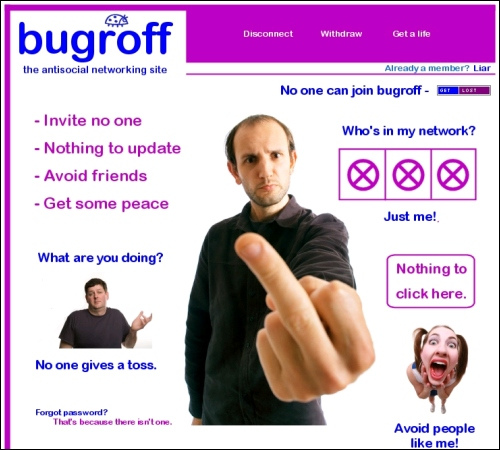 bugroff
the antisocial networking site
Disconnect Withdraw Get a life
Already a member? Liar
No one can join bugroff - GET LOST
- Invite no one
- Nothing to update
- Avoid friends
- Get some peace
Who's in my network?
Just me!.
What are you doing?
No one gives a toss.
Nothing to
click here.
Forgot password?
That's because there isn't one.
Avoid people
like me!